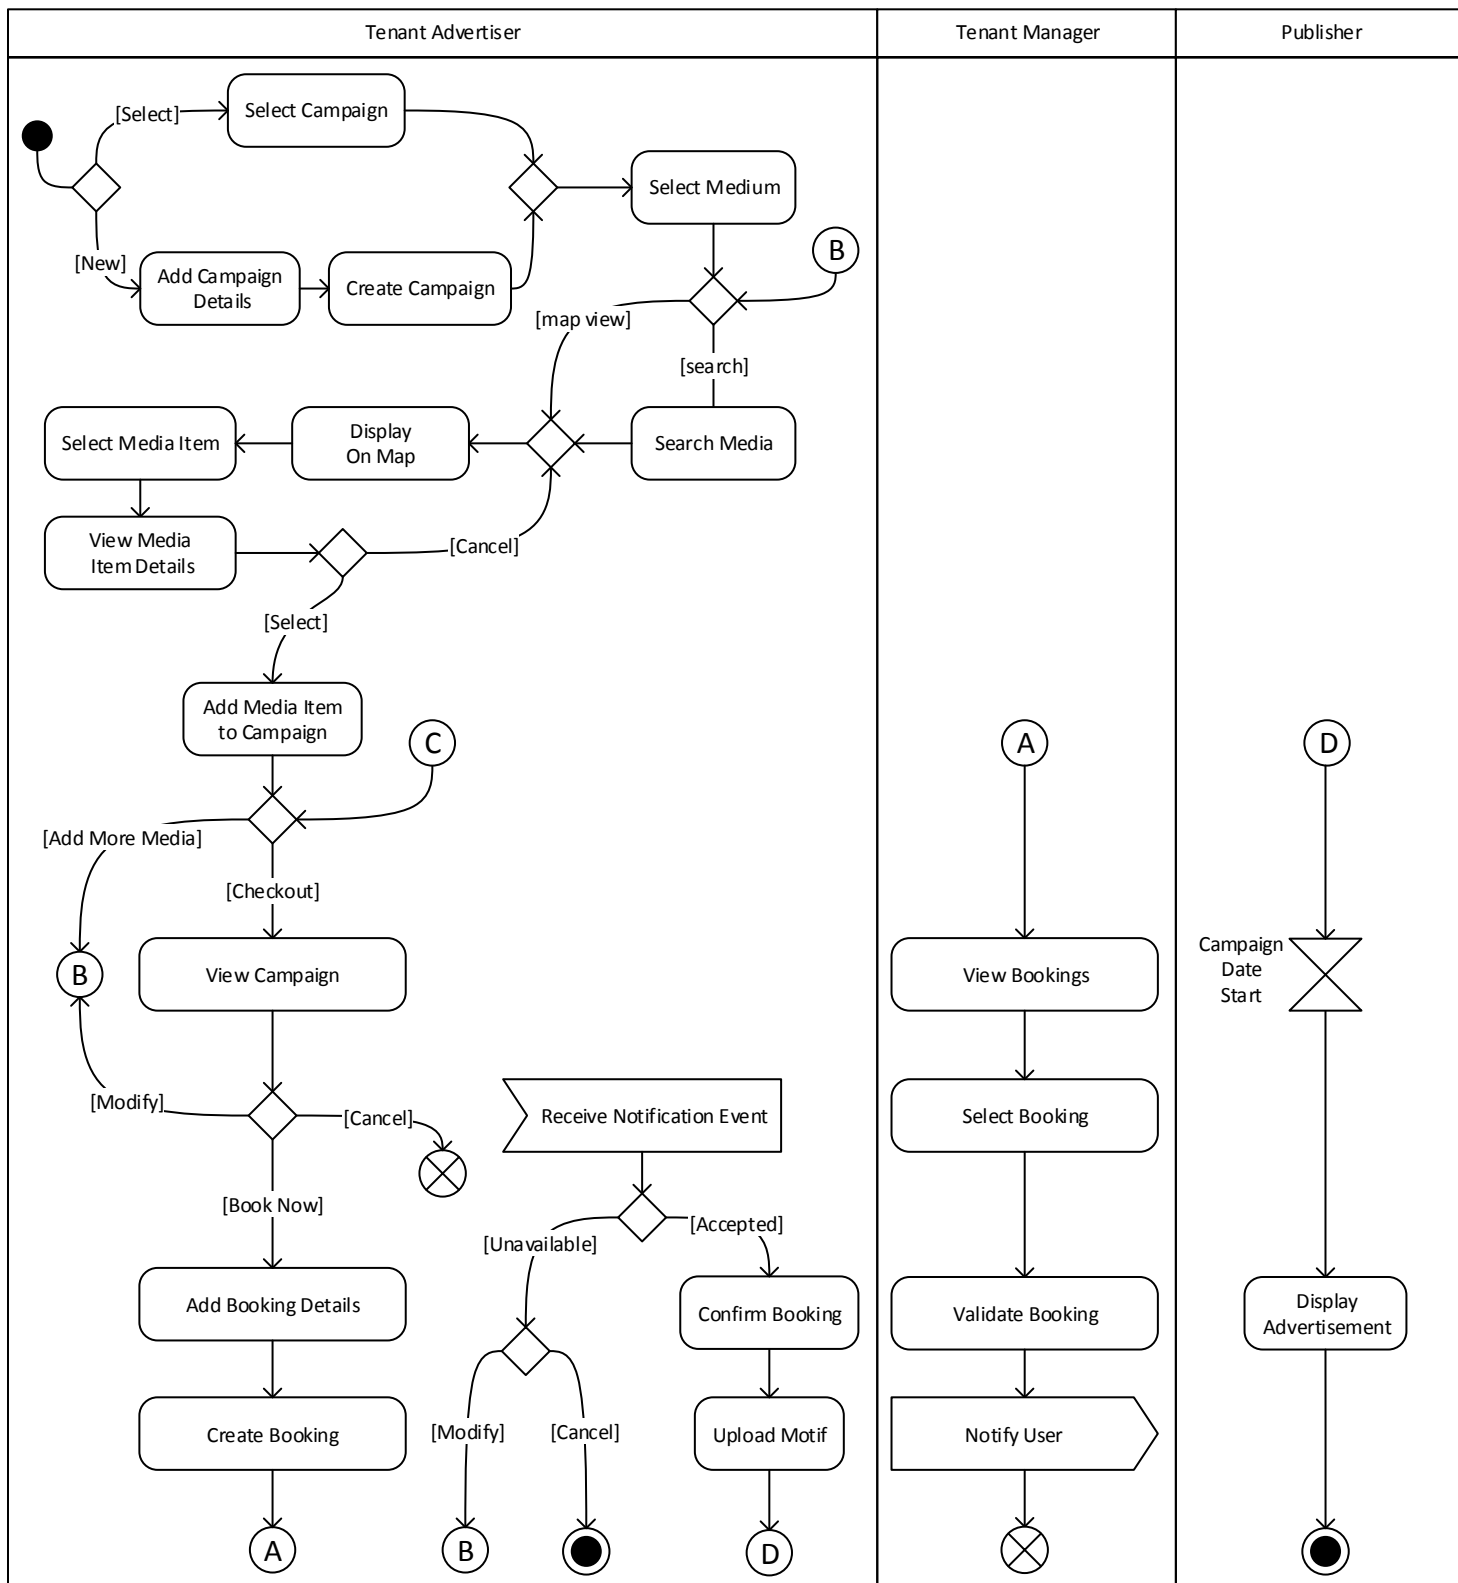 Tenant Advertiser
Tenant Manager
Publisher
[Select]
Select Campaign
Select Medium
B
[New]
Add Campaign
Details
Create Campaign
[map view]
[search]
Select Media Item
Display
On Map
Search Media
View Media
Item Details
[Cancel]
[Select]
Add Media Item
to Campaign
C
A
D
[Add More Media]
[Checkout]
B
View Campaign
View Bookings
Campaign
Date
Start
[Modify]
[Cancel]
Receive Notification Event
Select Booking
[Book Now]
[Unavailable]
[Accepted]
Add Booking Details
Confirm Booking
Validate Booking
Display
Advertisement
Create Booking
[Modify]
[Cancel]
Upload Motif
Notify User
A
B
D